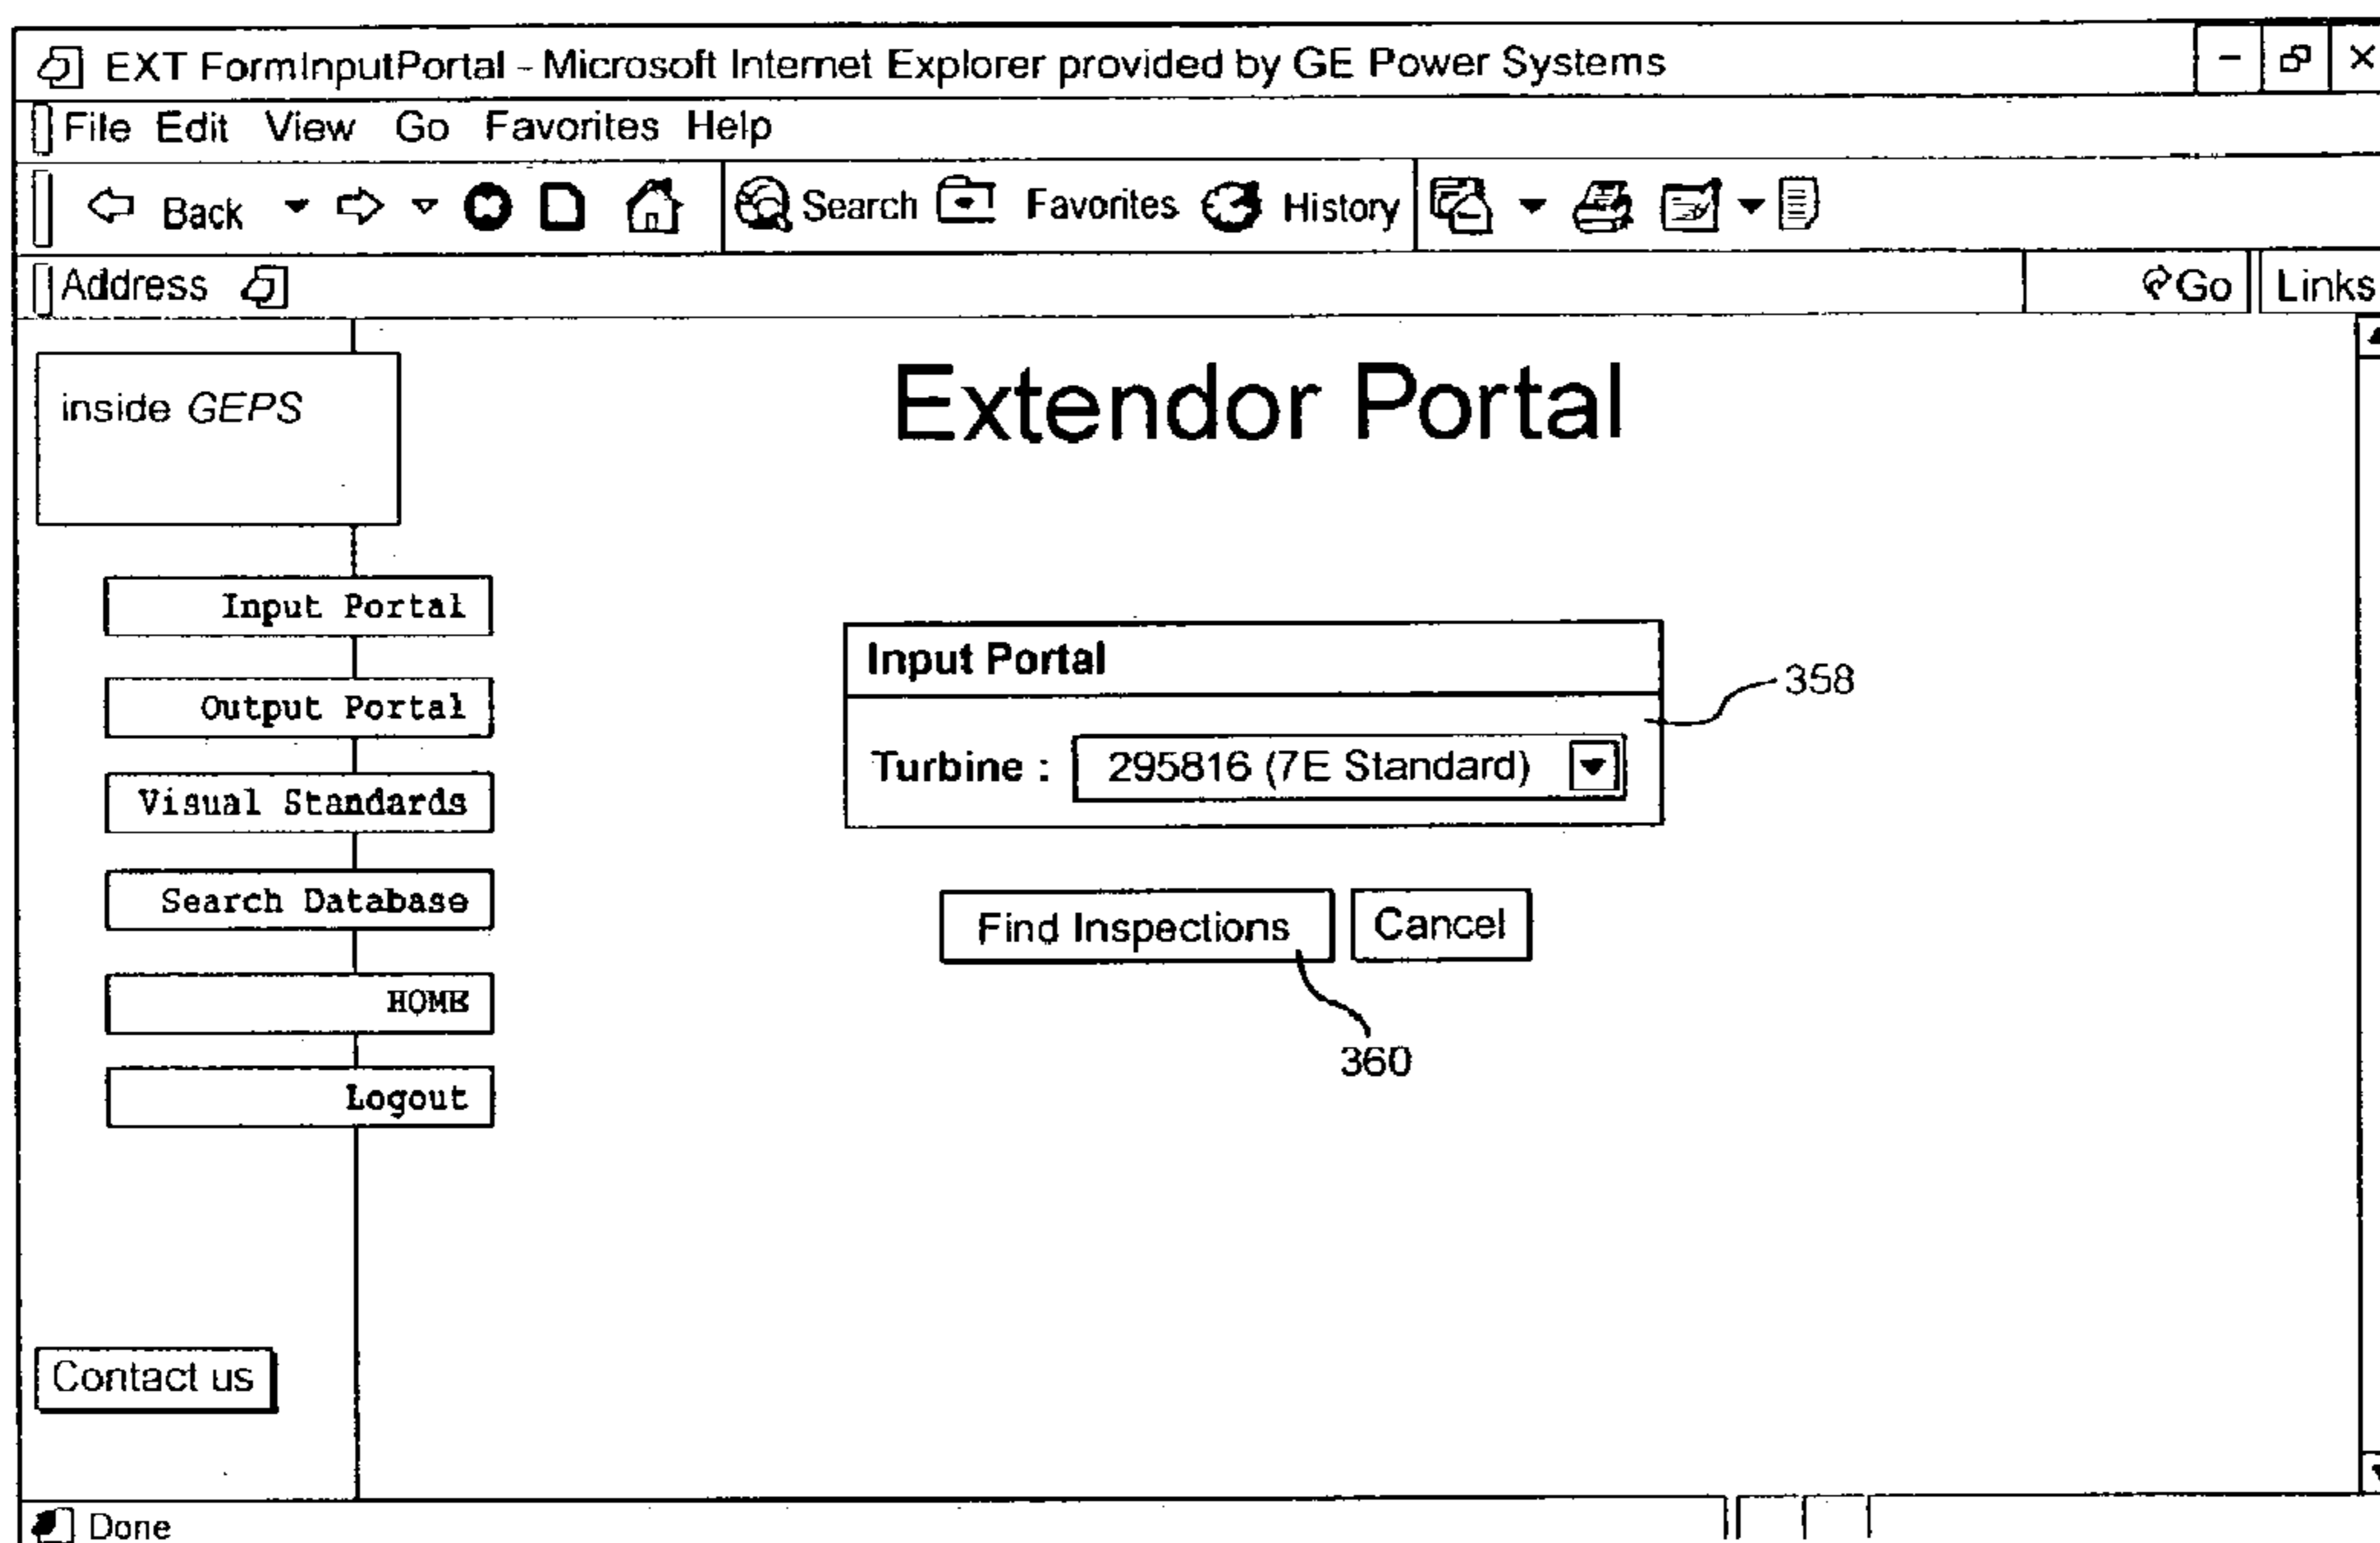 EXT FormInputPortal - Microsoft Internet Explorer provided by GE Power Systems
File Edit View Go Favorites Help
Back Search Favorites History
Address Go Links
inside GEPS
Extendor Portal
Input Portal
Output Portal
Visual Standards
Search Database
HOME
Logout
Input Portal
358
Turbine : 295816 (7E Standard)
Find Inspections Cancel
360
Contact us
Done